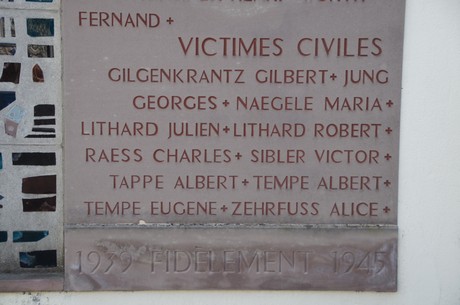 FERNAND+
VICTIMES CIVILES
GILGENKRANTZ GILBERT+ JUNG
GEORGES+ NAEGELE MARIA+
LITHARD JULIEN+LITHARD ROBERT+
RAESS CHARLES+ SIBLER VICTOR+
TAPPE ALBERT+TEMPE ALBERT+
TEMPE EUGENE+ZEHRFUSS ALICE+
1939 FIDÈLEMENT 1945